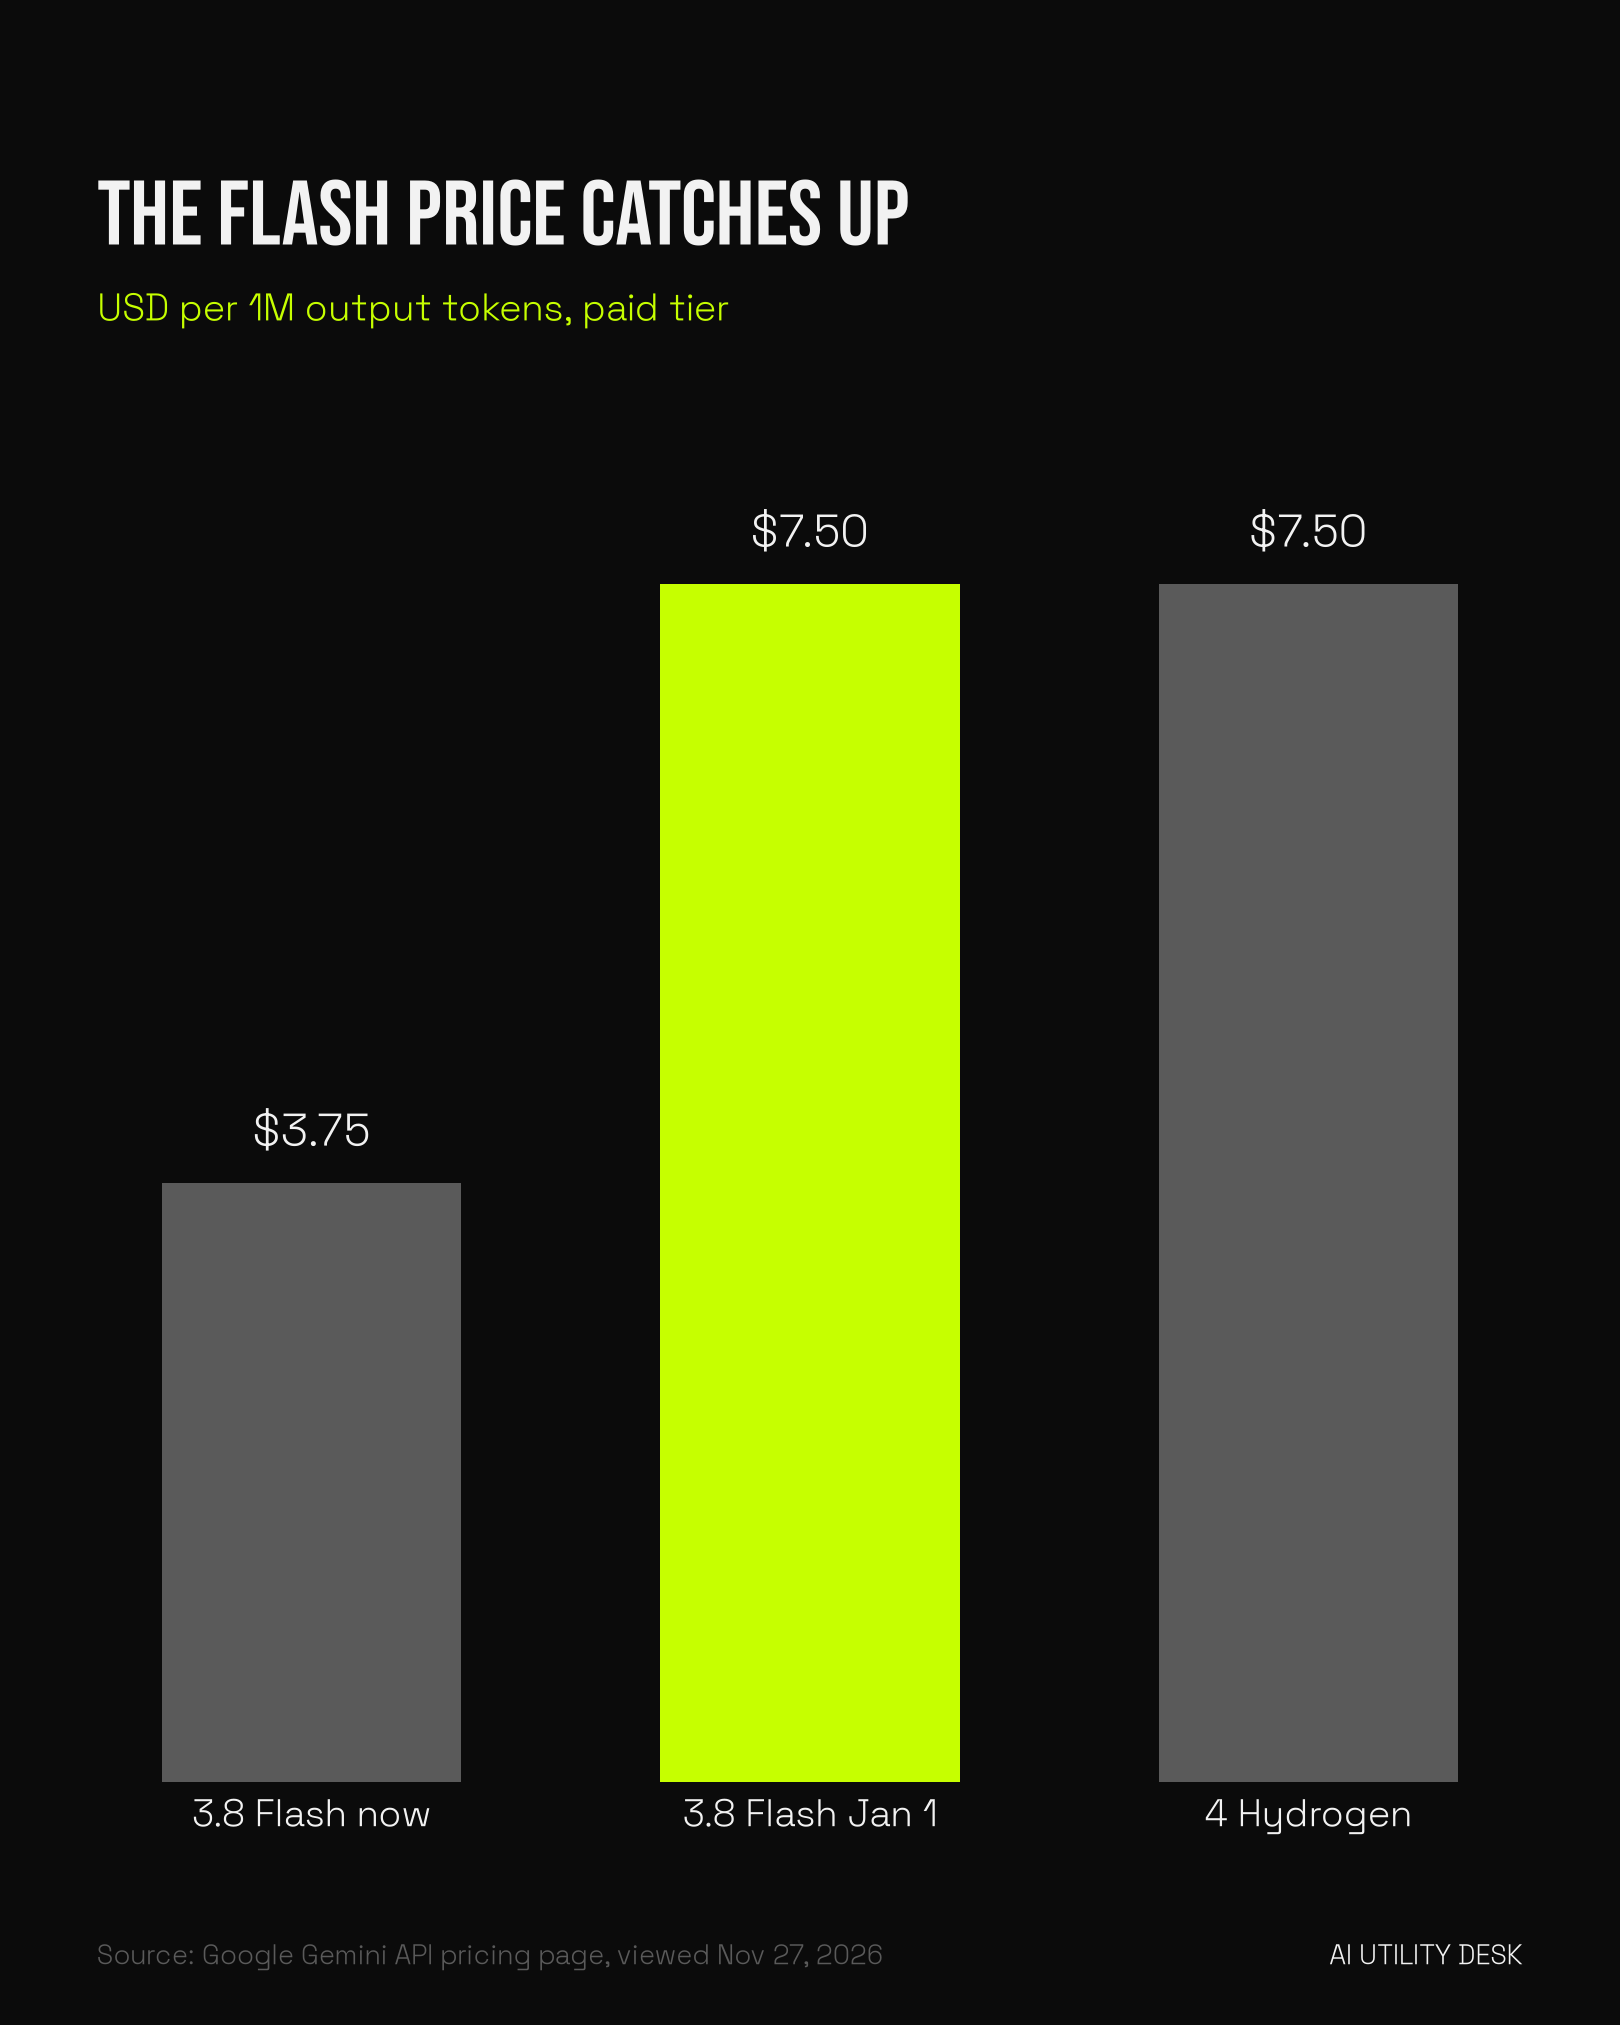 THE FLASH PRICE CATCHES UP
USD per 1M output tokens, paid tier
$7.50
$7.50
$3.75
3.8 Flash now
3.8 Flash Jan 1
4 Hydrogen
Source: Google Gemini API pricing page, viewed Nov 27, 2026
AI UTILITY DESK